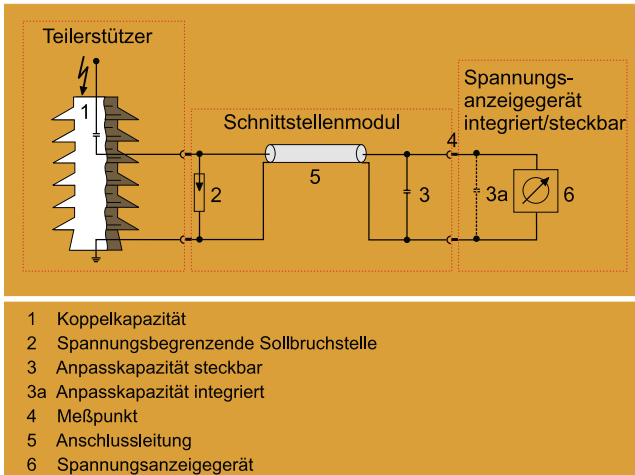 Teilerstützer
1
Schnittstellenmodul
2
5
3
4
Spannungs-
anzeigegerät
integriert/steckbar
3a
6
1 Koppelkapazität
2 Spannungsbegrenzende Sollbruchstelle
3 Anpasskapazität steckbar
3a Anpasskapazität integriert
4 Meßpunkt
5 Anschlussleitung
6 Spannungsanzeigegerät